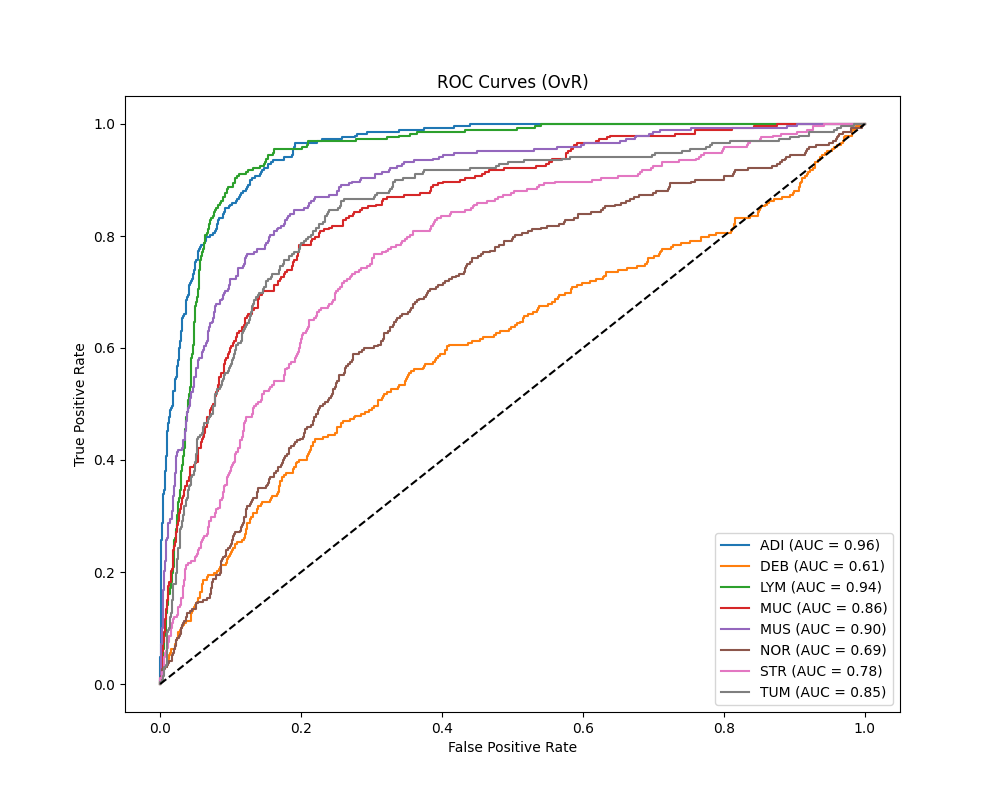 ROC Curves (OvR)
True Positive Rate
1.0
0.8
0.6
0.4
0.2
0.0
ADI (AUC = 0.96)
DEB (AUC = 0.61)
LYM (AUC = 0.94)
MUC (AUC = 0.86)
MUS (AUC = 0.90)
NOR (AUC = 0.69)
STR (AUC = 0.78)
TUM (AUC = 0.85)
0.0 0.2 0.4 0.6 0.8 1.0
False Positive Rate